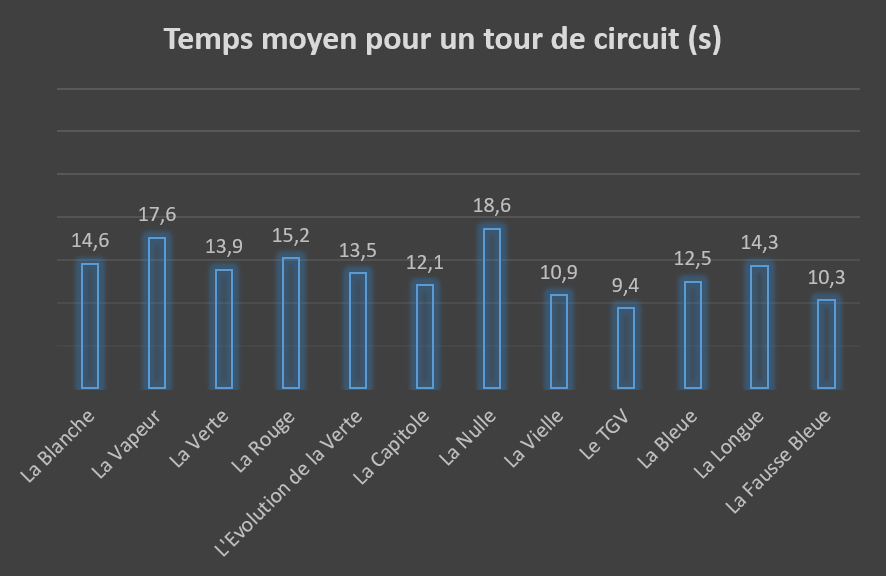 Temps moyen pour un tour de circuit (s)
14,6
17,6
13,9
15,2
13,5
12,1
18,6
10,9
9,4
12,5
14,3
10,3
La Blanche
La Vapeur
La Verte
La Rouge
L'Evolution de la Verte
La Capitole
La Nulle
La Vielle
Le TGV
La Bleue
La Longue
La Fausse Bleue